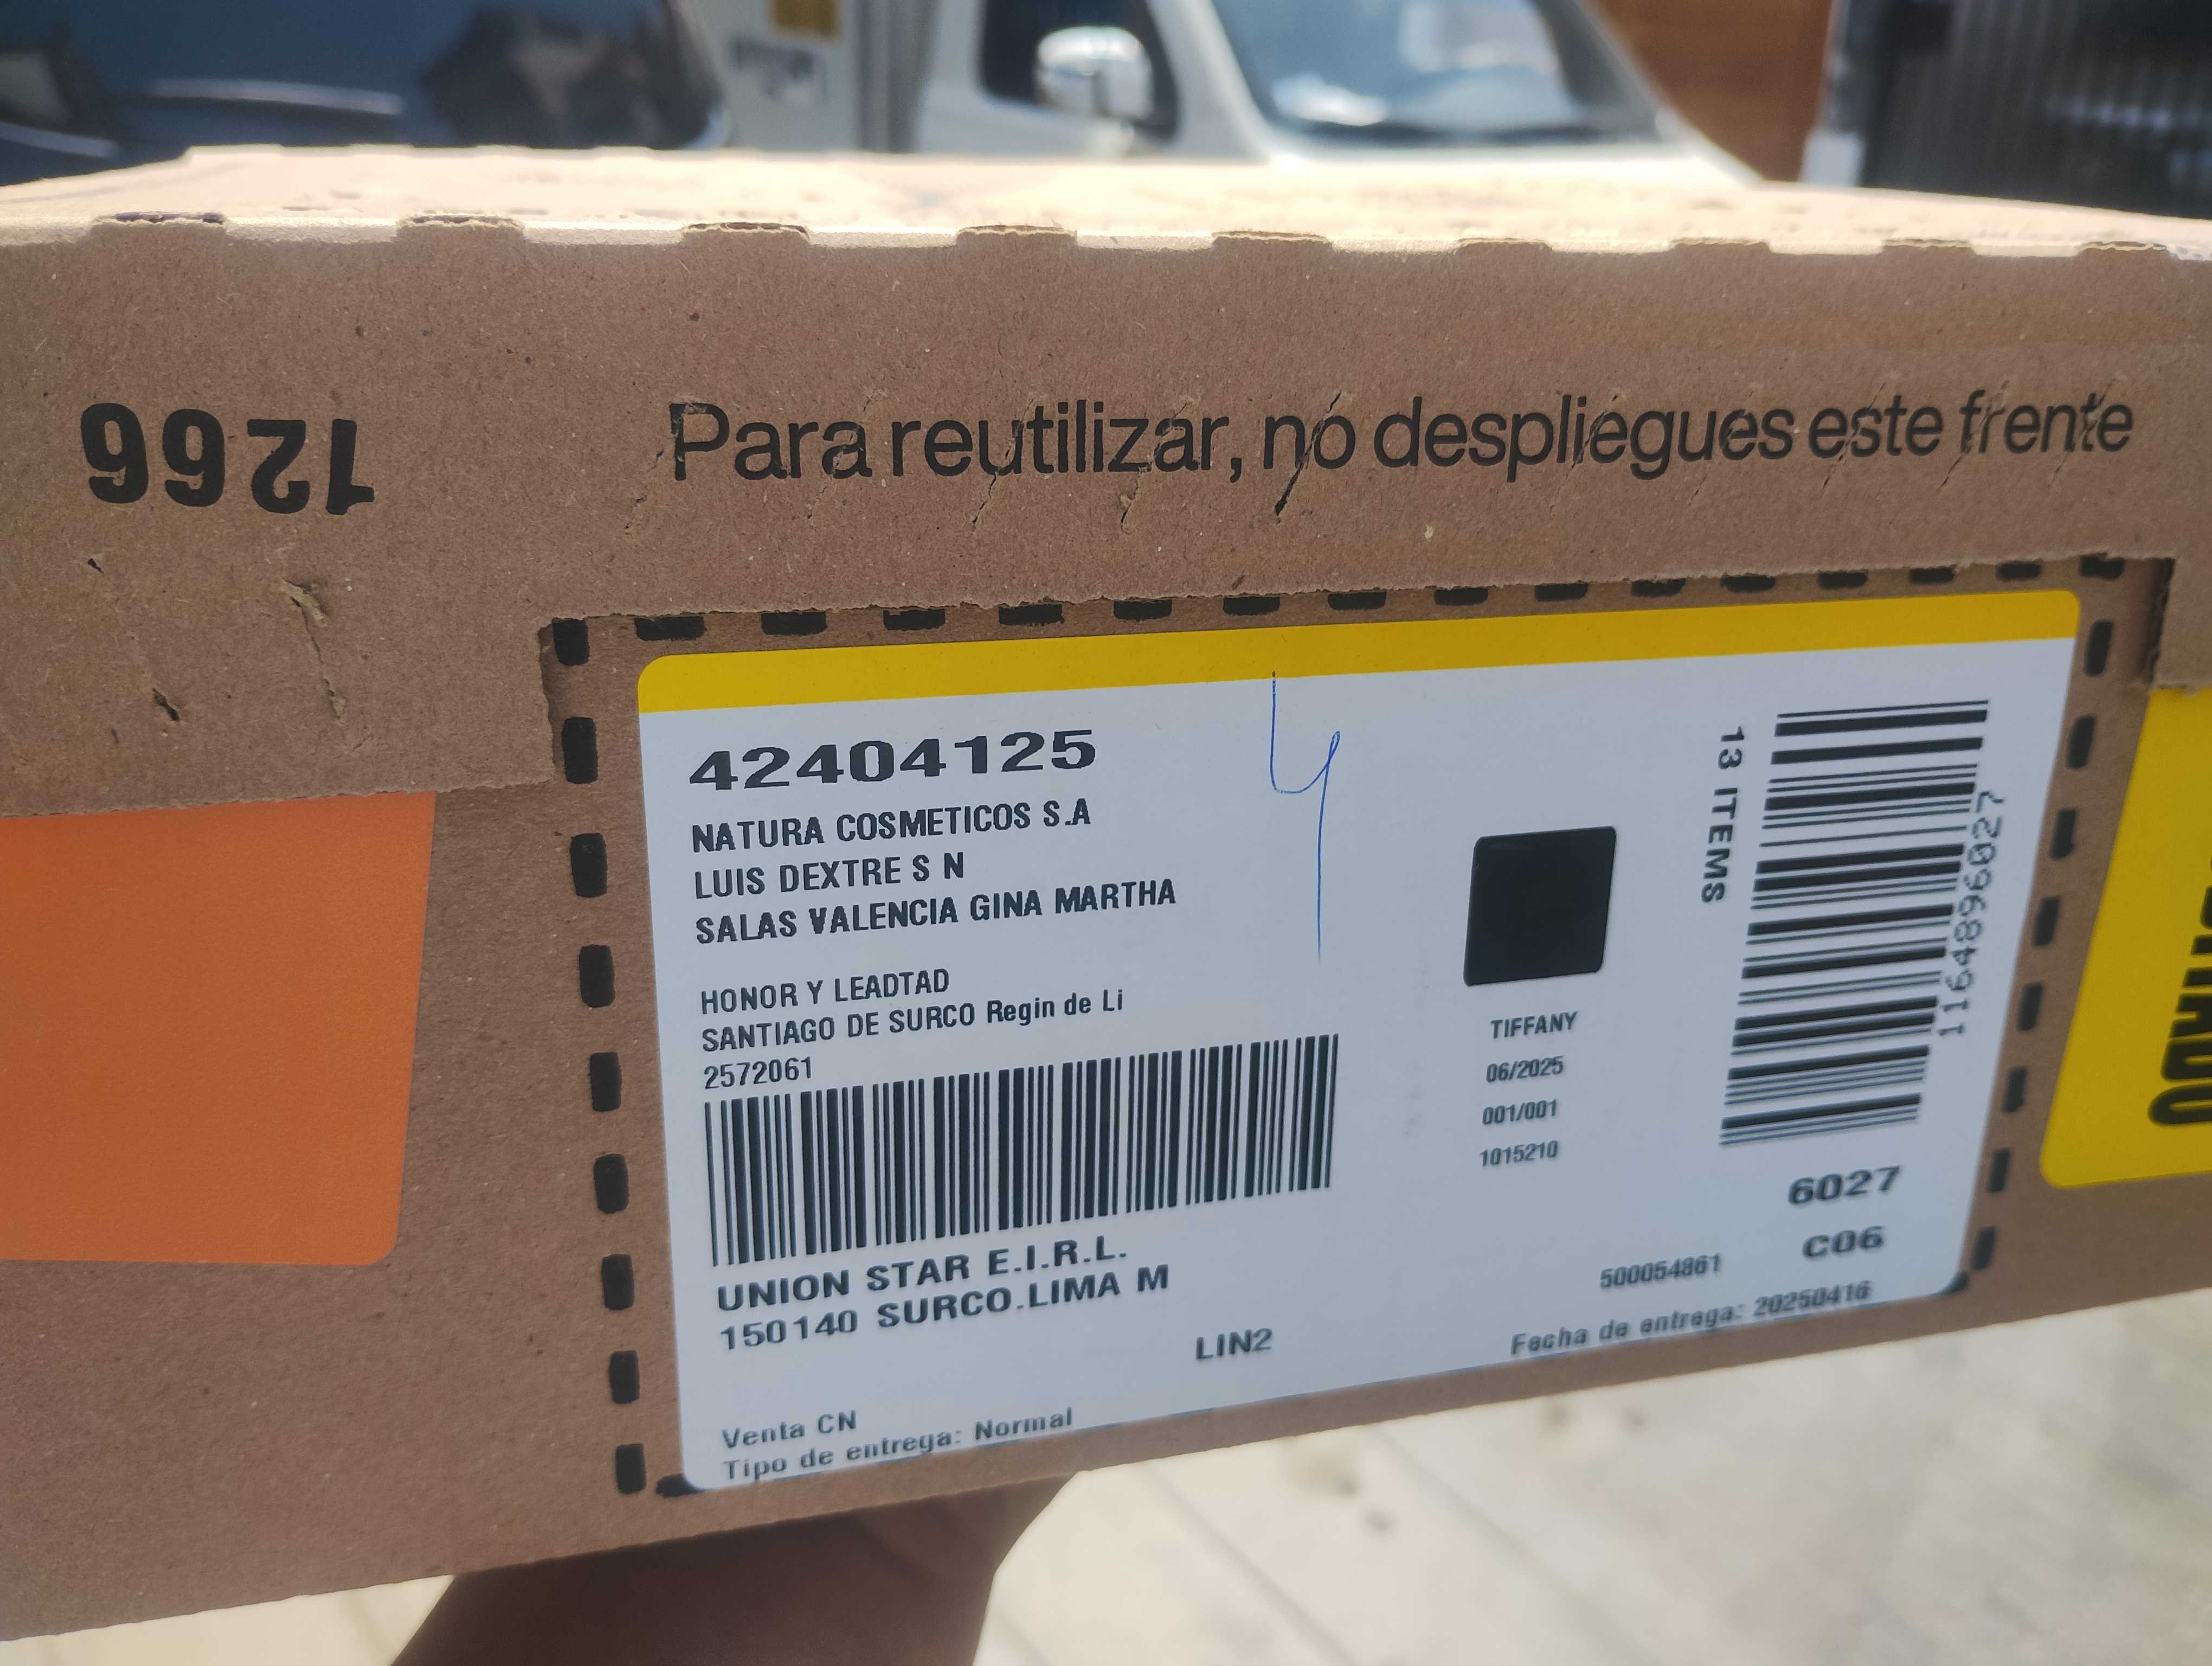 1266
Para reutilizar, no despliegues este frente
42404125
NATURA COSMETICOS S.A
LUIS DEXTRE S N
SALAS VALENCIA GINA MARTHA
HONOR Y LEADTAD
SANTIAGO DE SURCO Regin de Li
2572061
UNION STAR E.I.R.L.
150140 SURCO.LIMA M
LIN2
Venta CN
Tipo de entrega: Normal
4
TIFFANY
06/2025
001/001
1015210
13 ITEMS
1164896027
6027
C06
500054861
Fecha de entrega: 20250416